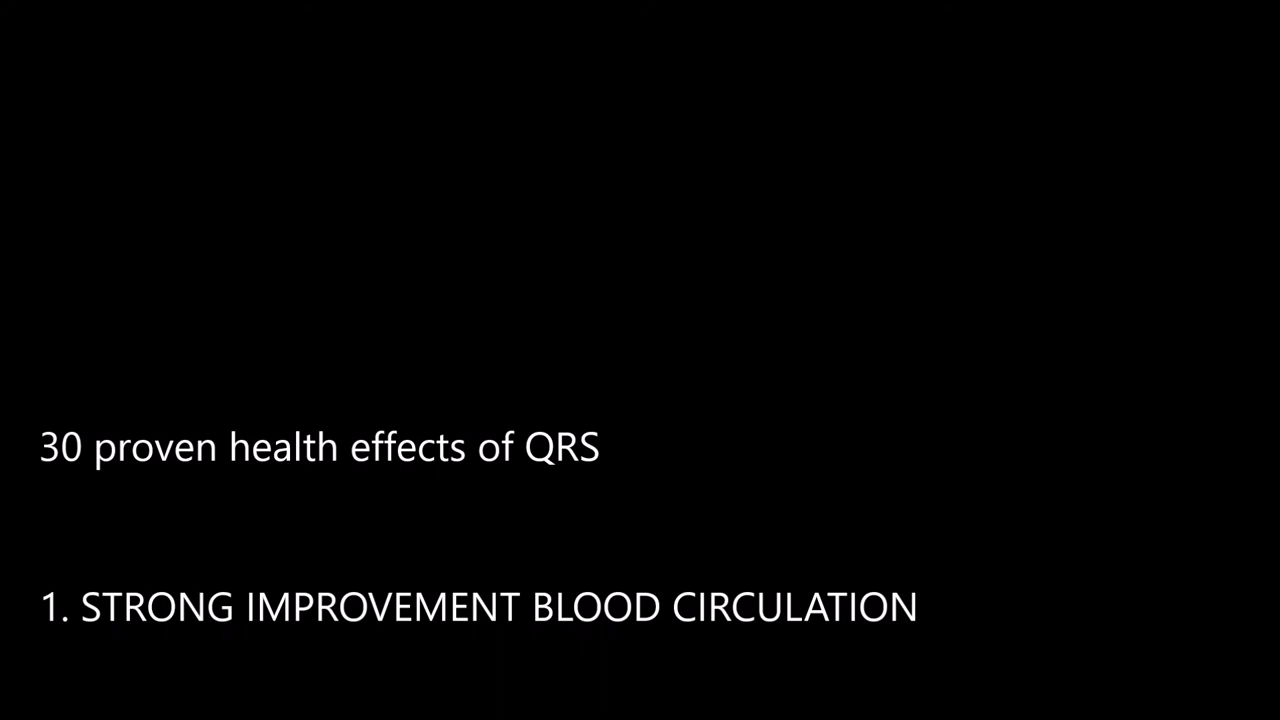 30 proven health effects of QRS
1. STRONG IMPROVEMENT BLOOD CIRCULATION